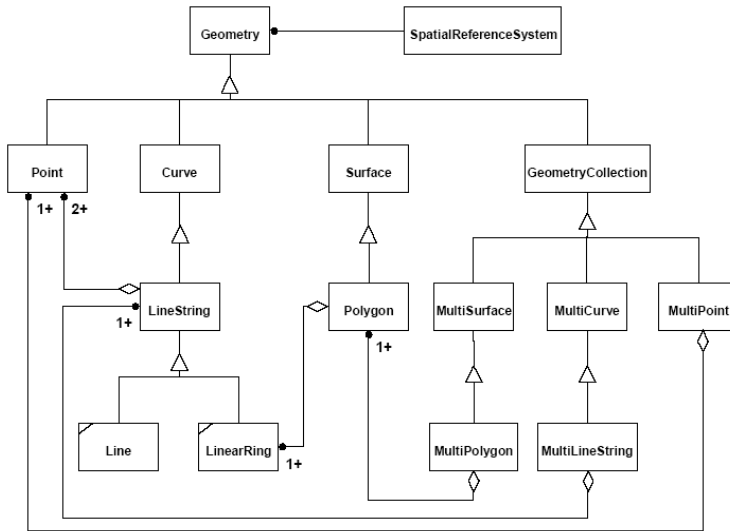 Geometry
SpatialReferenceSystem
Point
Curve
Surface
GeometryCollection
1+
2+
LineString
1+
Polygon
1+
MultiSurface
MultiCurve
MultiPoint
Line
LinearRing
1+
MultiPolygon
MultiLineString